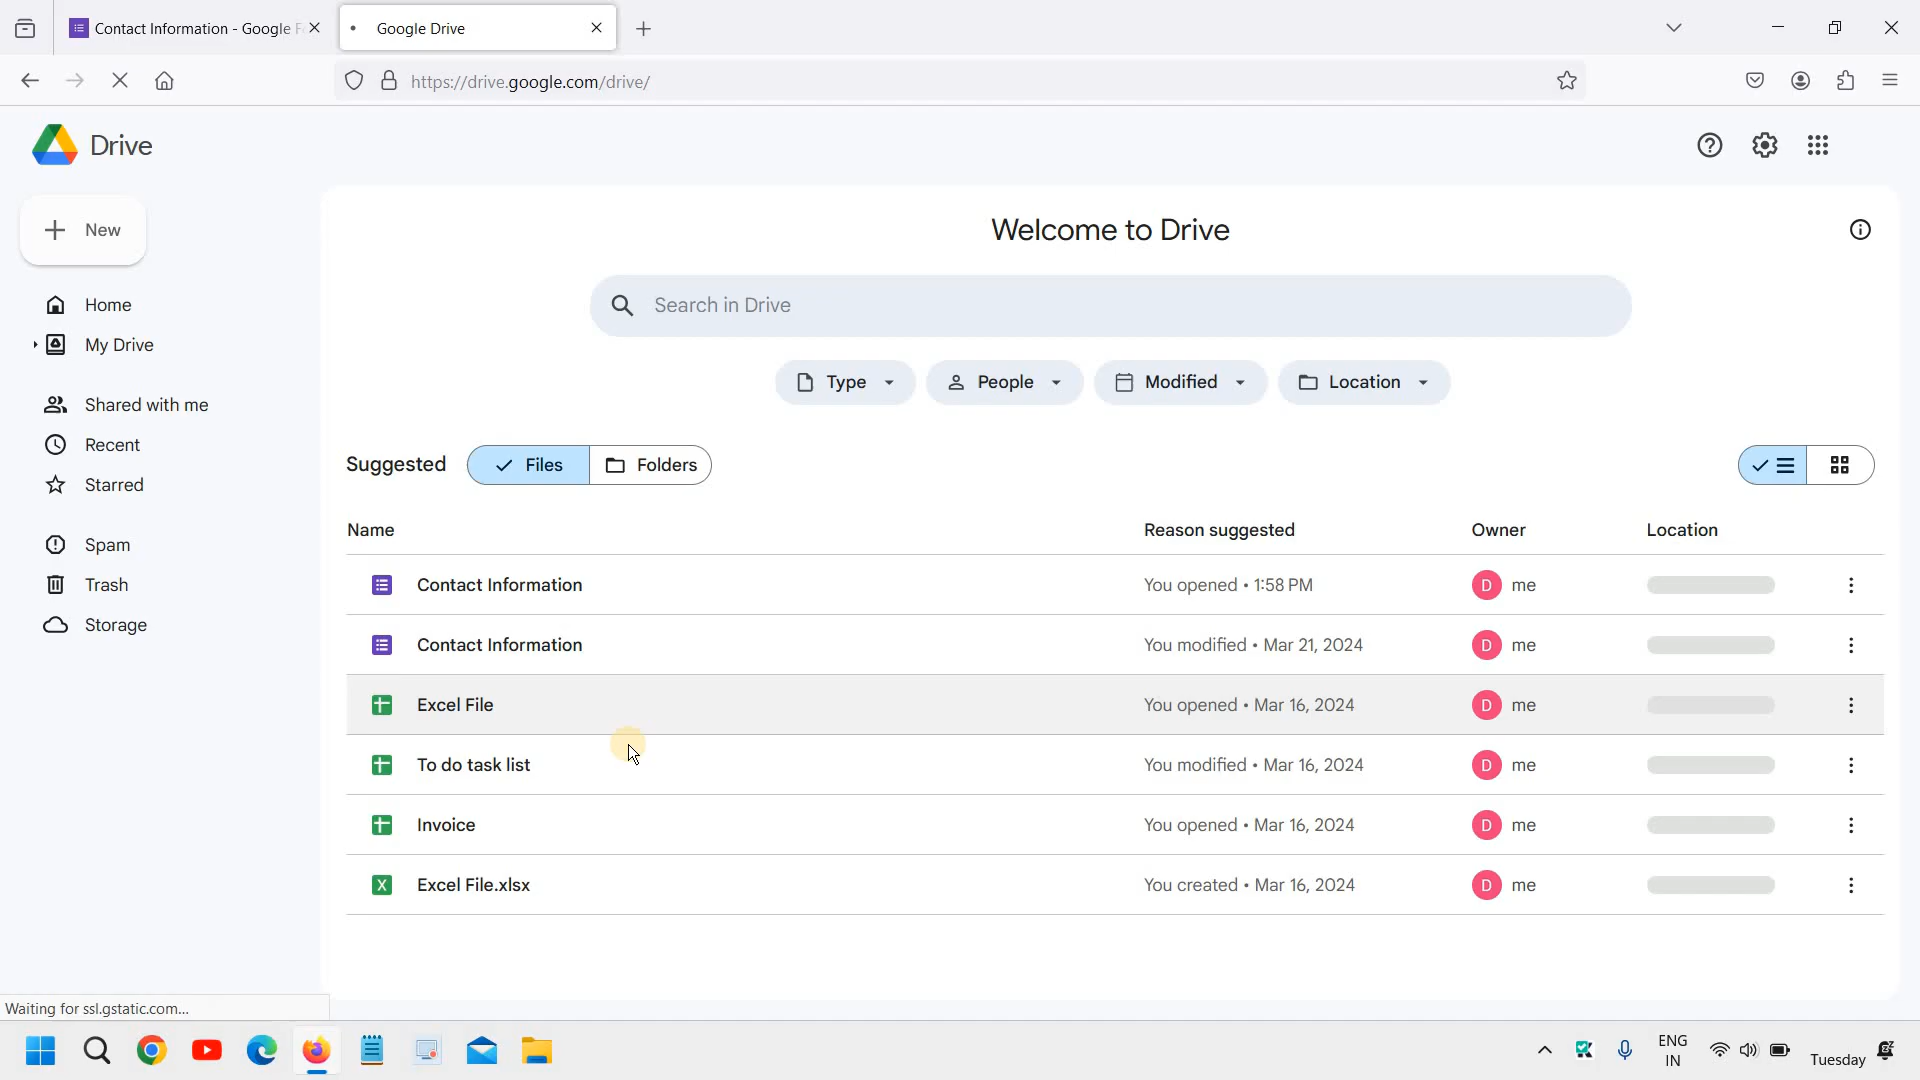 Contact Information - Google F
Google Drive
https://drive.google.com/drive/
Drive
New
Welcome to Drive
Home
Search in Drive
My Drive
Type
People
Modified
Location
Shared with me
Recent
Suggested
Files
Folders
Starred
Name
Reason suggested
Owner
Location
Spam
Trash
Storage
Contact Information
You opened • 1:58 PM
D me
Contact Information
You modified • Mar 21, 2024
D me
Excel File
You opened • Mar 16, 2024
D me
To do task list
You modified • Mar 16, 2024
D me
Invoice
You opened • Mar 16, 2024
D me
X Excel File.xlsx
You created • Mar 16, 2024
D me
Waiting for ssl.gstatic.com...
ENG
IN
Tuesday